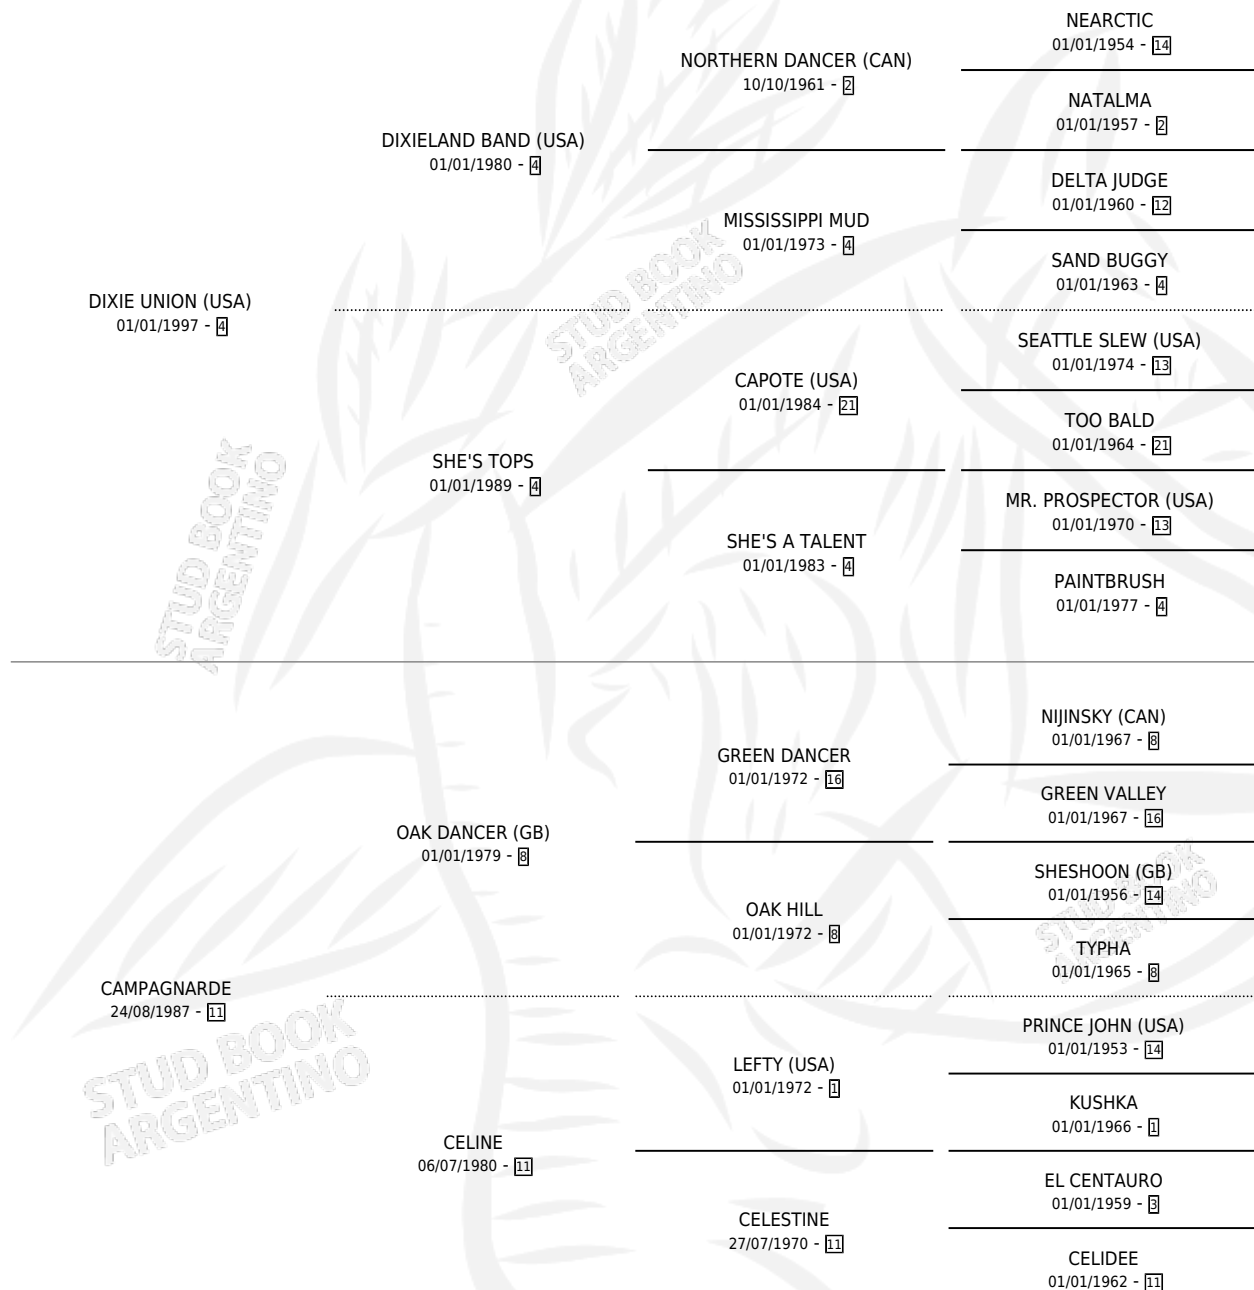 NEARCTIC
01/01/1954 - 14
NORTHERN DANCER (CAN)
10/10/1961 - 2
NATALMA
01/01/1957 - 2
DIXIELAND BAND (USA)
01/01/1980 - 4
DELTA JUDGE
01/01/1960 - 12
MISSISSIPPI MUD
01/01/1973 - 4
SAND BUGGY
01/01/1963 - 4
STUD BOOK
ARGENTINO
DIXIE UNION (USA)
01/01/1997 - 4
SEATTLE SLEW (USA)
01/01/1974 - 13
CAPOTE (USA)
01/01/1984 - 21
TOO BALD
01/01/1964 - 21
SHE'S TOPS
01/01/1989 - 4
MR. PROSPECTOR (USA)
01/01/1970 - 13
SHE'S A TALENT
01/01/1983 - 4
PAINTBRUSH
01/01/1977 - 4
STUD BOOK
ARGENTINO
NIJINSKY (CAN)
01/01/1967 - 8
GREEN DANCER
01/01/1972 - 16
GREEN VALLEY
01/01/1967 - 16
OAK DANCER (GB)
01/01/1979 - 8
SHESHOON (GB)
01/01/1956 - 14
OAK HILL
01/01/1972 - 8
TYPHA
01/01/1965 - 8
STUD BOOK
ARGENTINO
CAMPAGNARDE
24/08/1987 - 11
PRINCE JOHN (USA)
01/01/1953 - 14
LEFTY (USA)
01/01/1972 - 1
KUSHKA
01/01/1966 - 1
STUD BOOK
ARGENTINO
CELINE
06/07/1980 - 11
EL CENTAURO
01/01/1959 - 3
CELESTINE
27/07/1970 - 11
CELIDEE
01/01/1962 - 11